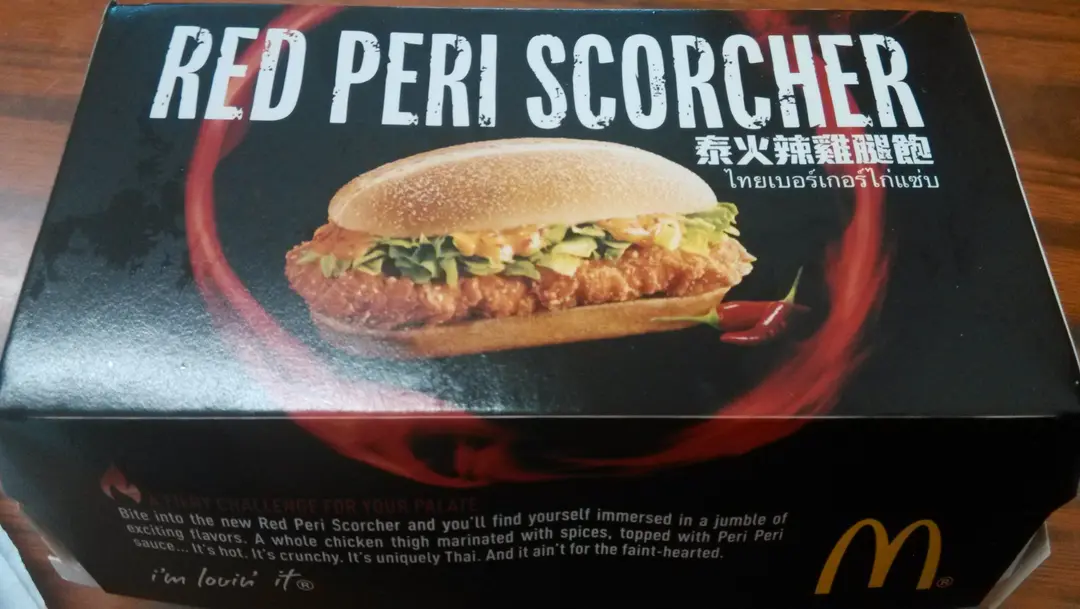 RED PERI SCORCHER
泰火辣雞腿飽
ไทยเบอร์เกอร์ไก่แซ่บ
A FIERY CHALLENGE FOR YOUR PALATE
Bite into the new Red Peri Scorcher and you'll find yourself immersed in a jumble of
exciting flavors. A whole chicken thigh marinated with spices, topped with Peri Peri
sauce... It's hot. It's crunchy. It's uniquely Thai. And it ain't for the faint-hearted.
i'm lovin' it®
M®